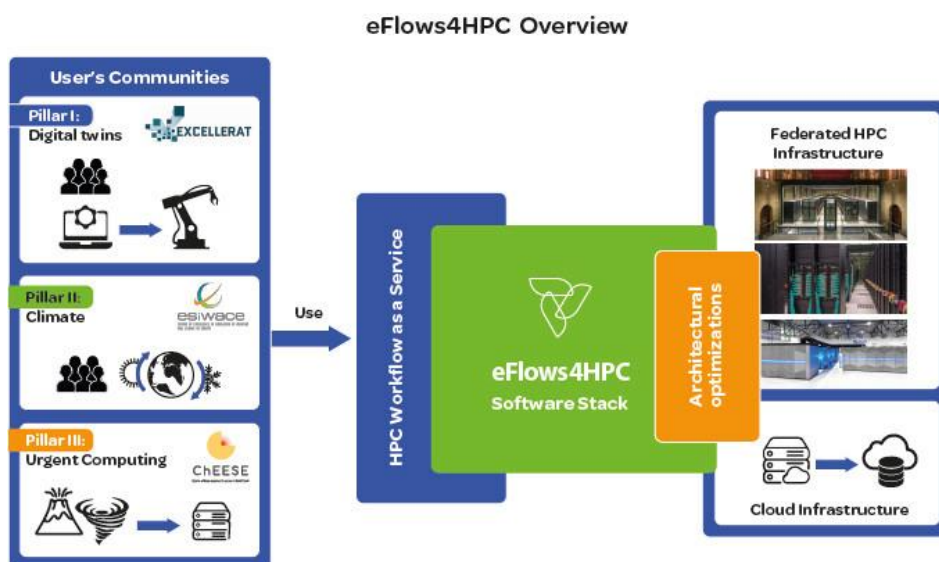 eFlows4HPC Overview
User's Communities
Pillar I:
Digital twins
EXCELLERAT
Pillar II:
Climate
esiwace
Pillar III:
Urgent Computing
ChEESE
Use
HPC Workflow as a Service
eFlows4HPC
Software Stack
Architectural
optimizations
Federated HPC
Infrastructure
Cloud Infrastructure